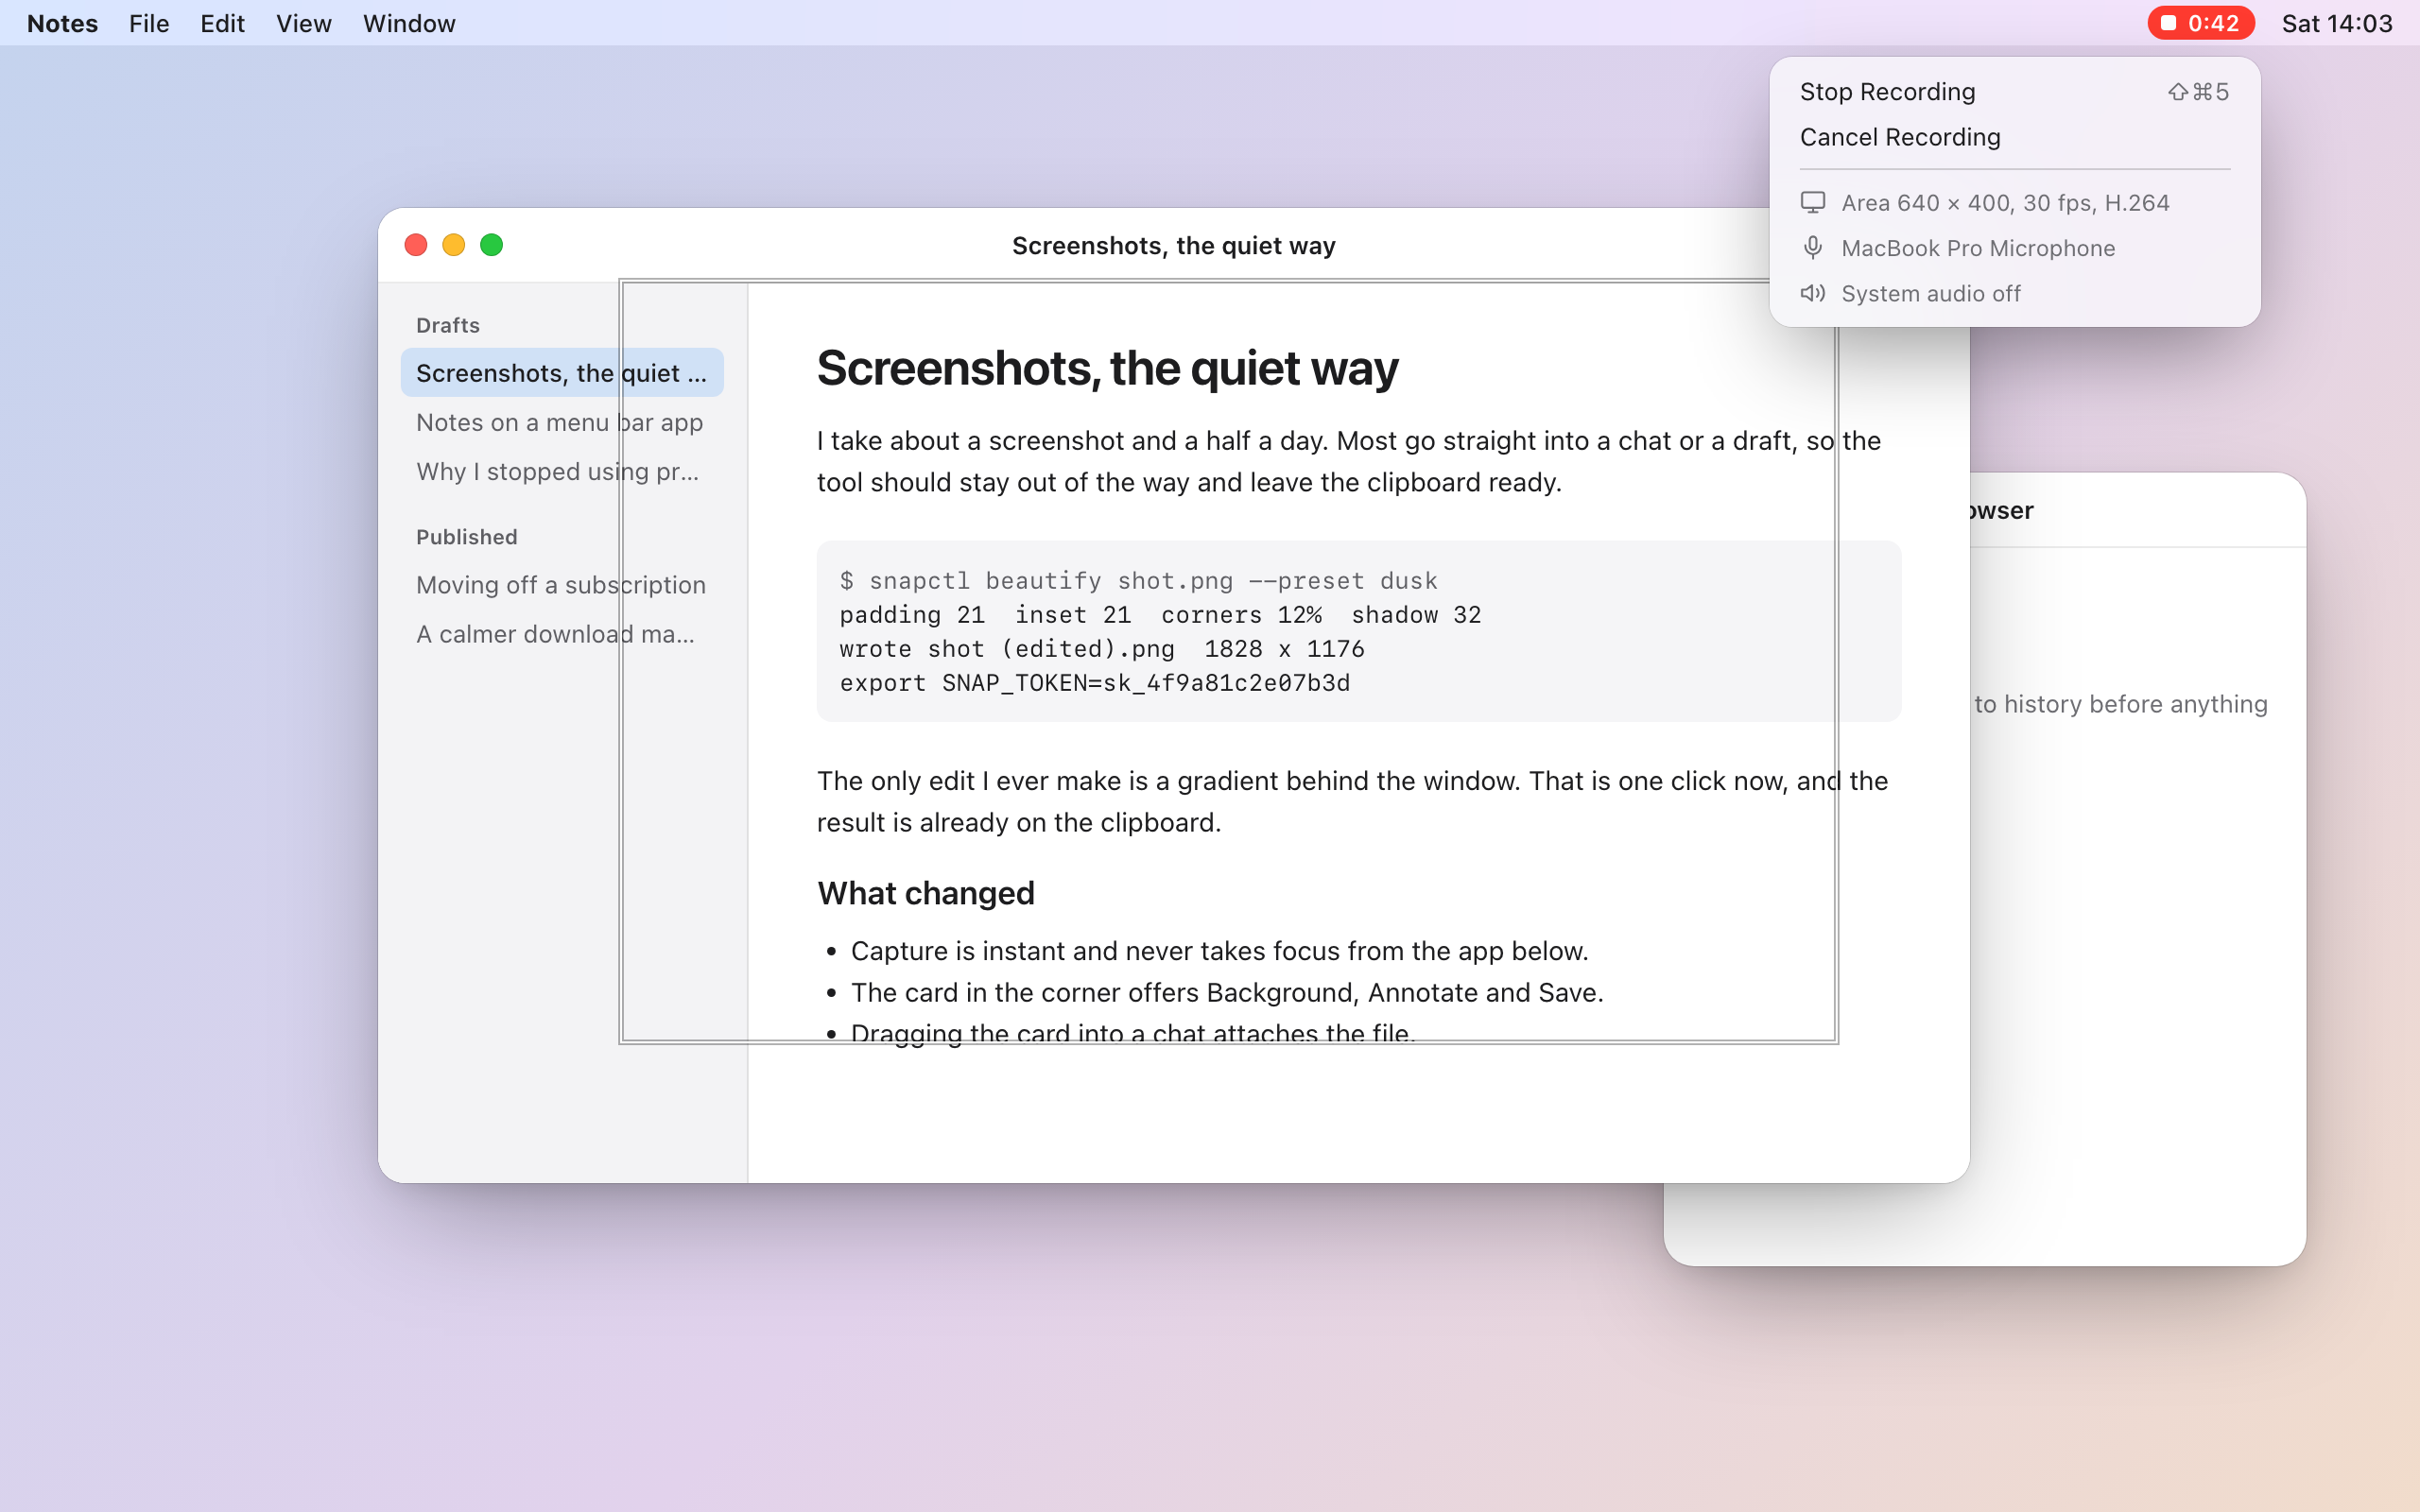 Notes File Edit View Window 0:42 Sat 14:03
Stop Recording ⇧⌘5
Cancel Recording
Area 640 × 400, 30 fps, H.264
MacBook Pro Microphone
System audio off
Screenshots, the quiet way
Drafts
Screenshots, the quiet ...
Notes on a menu bar app
Why I stopped using pr...
Published
Moving off a subscription
A calmer download ma...
Screenshots, the quiet way
I take about a screenshot and a half a day. Most go straight into a chat or a draft, so the
tool should stay out of the way and leave the clipboard ready.
$ snapctl beautify shot.png --preset dusk
padding 21 inset 21 corners 12% shadow 32
wrote shot (edited).png 1828 x 1176
export SNAP_TOKEN=sk_4f9a81c2e07b3d
The only edit I ever make is a gradient behind the window. That is one click now, and the
result is already on the clipboard.
What changed
• Capture is instant and never takes focus from the app below.
• The card in the corner offers Background, Annotate and Save.
• Dragging the card into a chat attaches the file.
owser
to history before anything